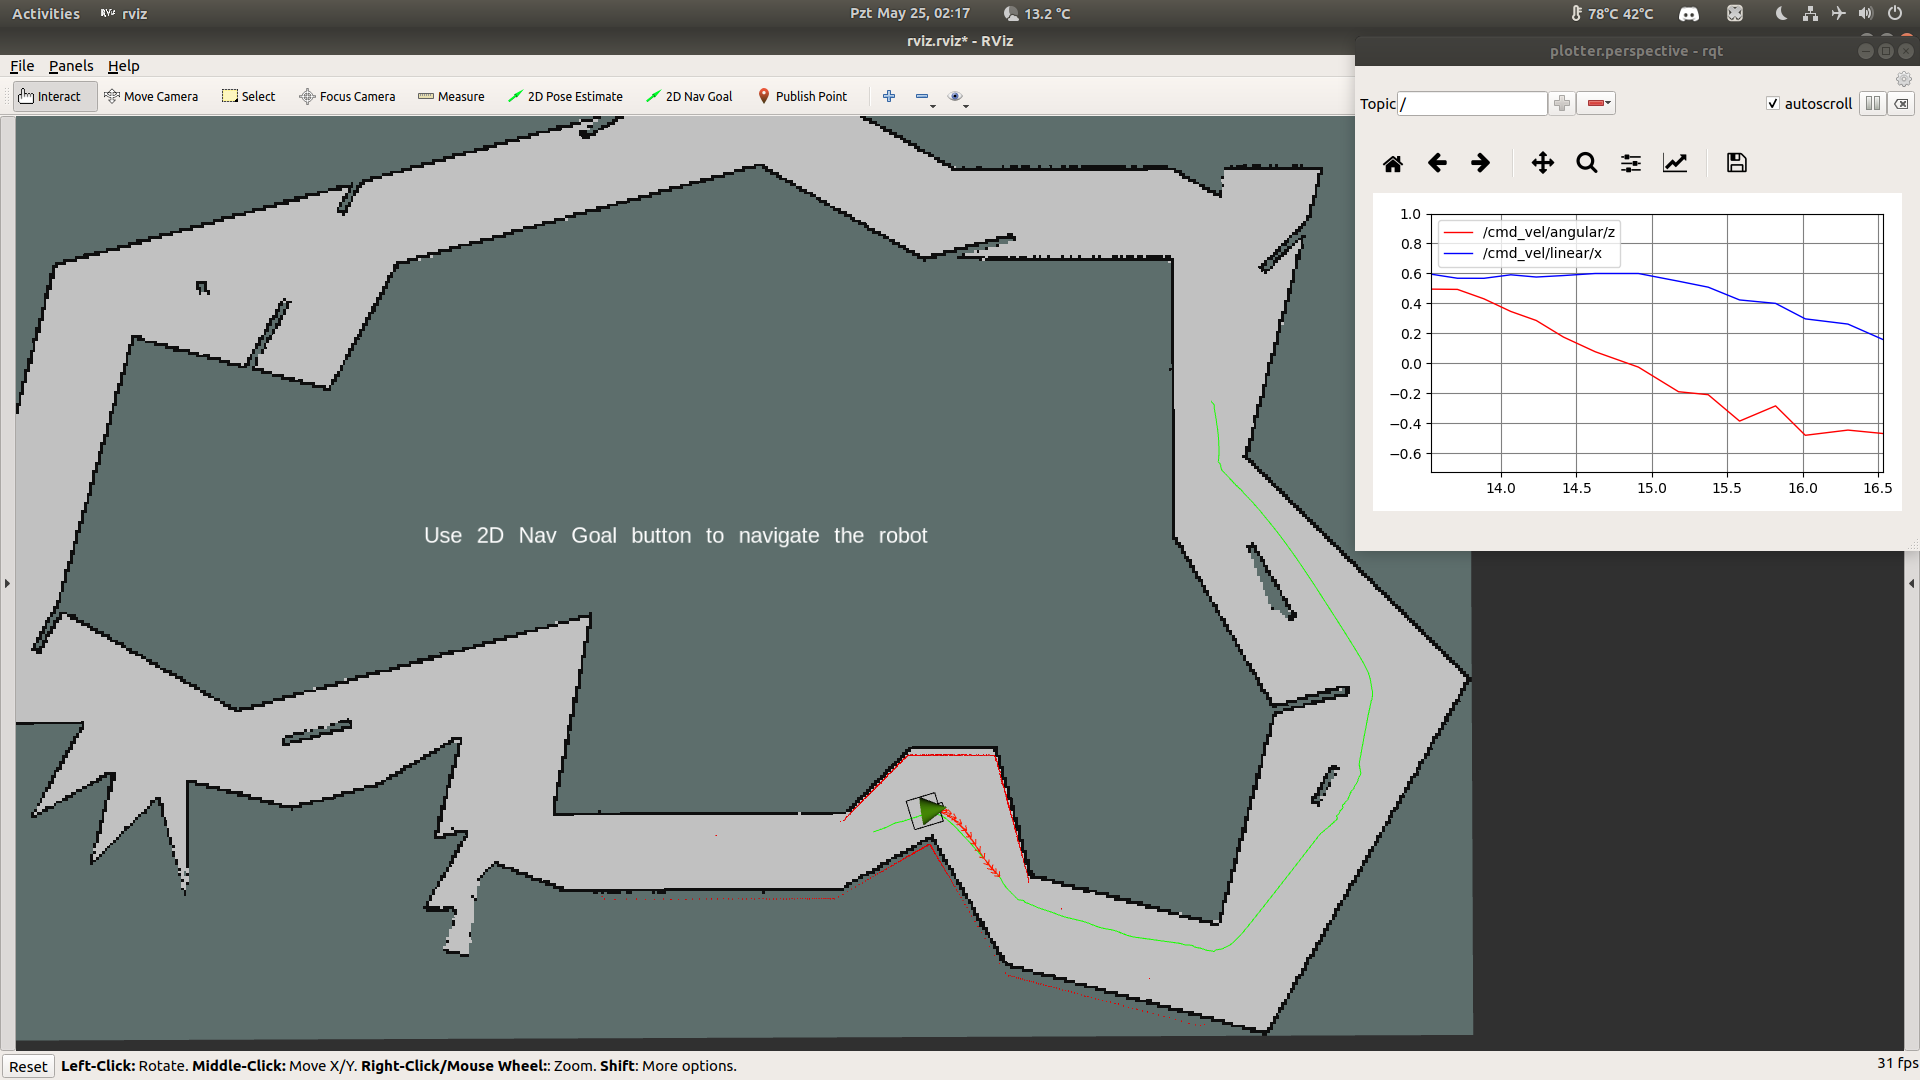 Activities rviz Pzt May 25, 02:17 13.2 °C 78°C 42°C
rviz.rviz* - RViz
plotter.perspective - rqt
File Panels Help
Interact Move Camera Select Focus Camera Measure 2D Pose Estimate 2D Nav Goal Publish Point
Topic / autoscroll
1.0
0.8
0.6
0.4
0.2
0.0
−0.2
−0.4
−0.6
/cmd_vel/angular/z
/cmd_vel/linear/x
14.0 14.5 15.0 15.5 16.0 16.5
Use 2D Nav Goal button to navigate the robot
Reset Left-Click: Rotate. Middle-Click: Move X/Y. Right-Click/Mouse Wheel:: Zoom. Shift: More options. 31 fps